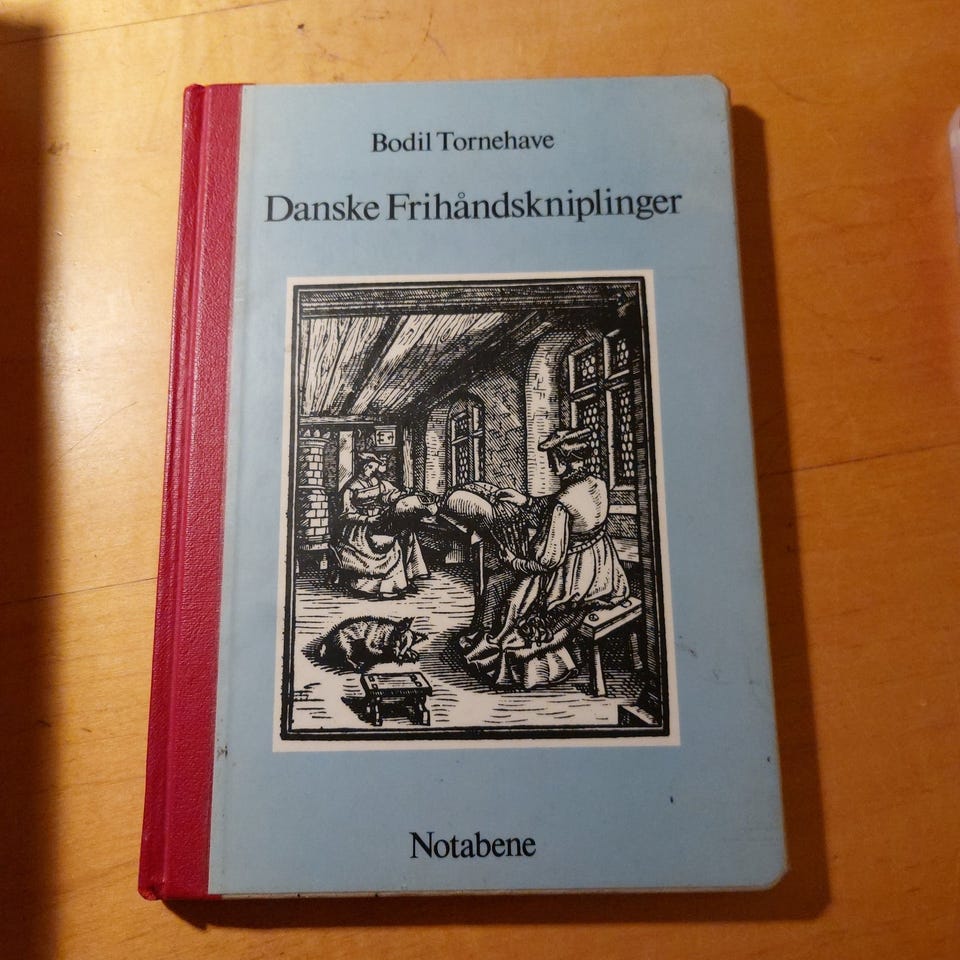 Bodil Tornehave
Danske Frihåndskniplinger
Notabene